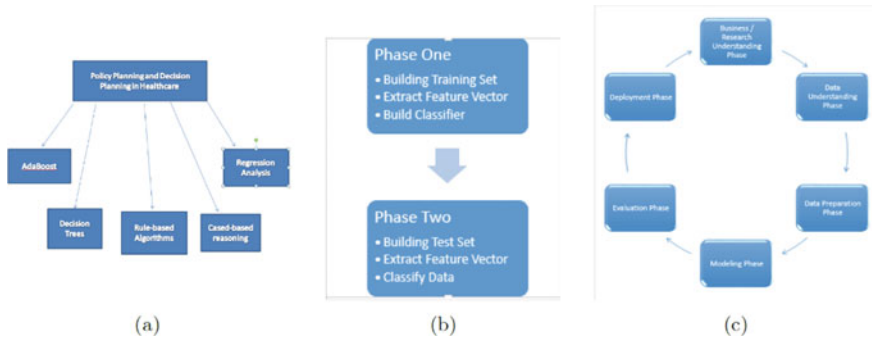 Policy Planning and Decision
Planning in Healthcare
AdaBoost
Regression
Analysis
Decision
Trees
Rule-based
Algorithms
Cased-based
reasoning
(a)
Phase One
• Building Training Set
• Extract Feature Vector
• Build Classifier
Phase Two
• Building Test Set
• Extract Feature Vector
• Classify Data
(b)
Business /
Research
Understanding
Phase
Data
Understanding
Phase
Data Preparation
Phase
Modeling Phase
Evaluation Phase
Deployment Phase
(c)